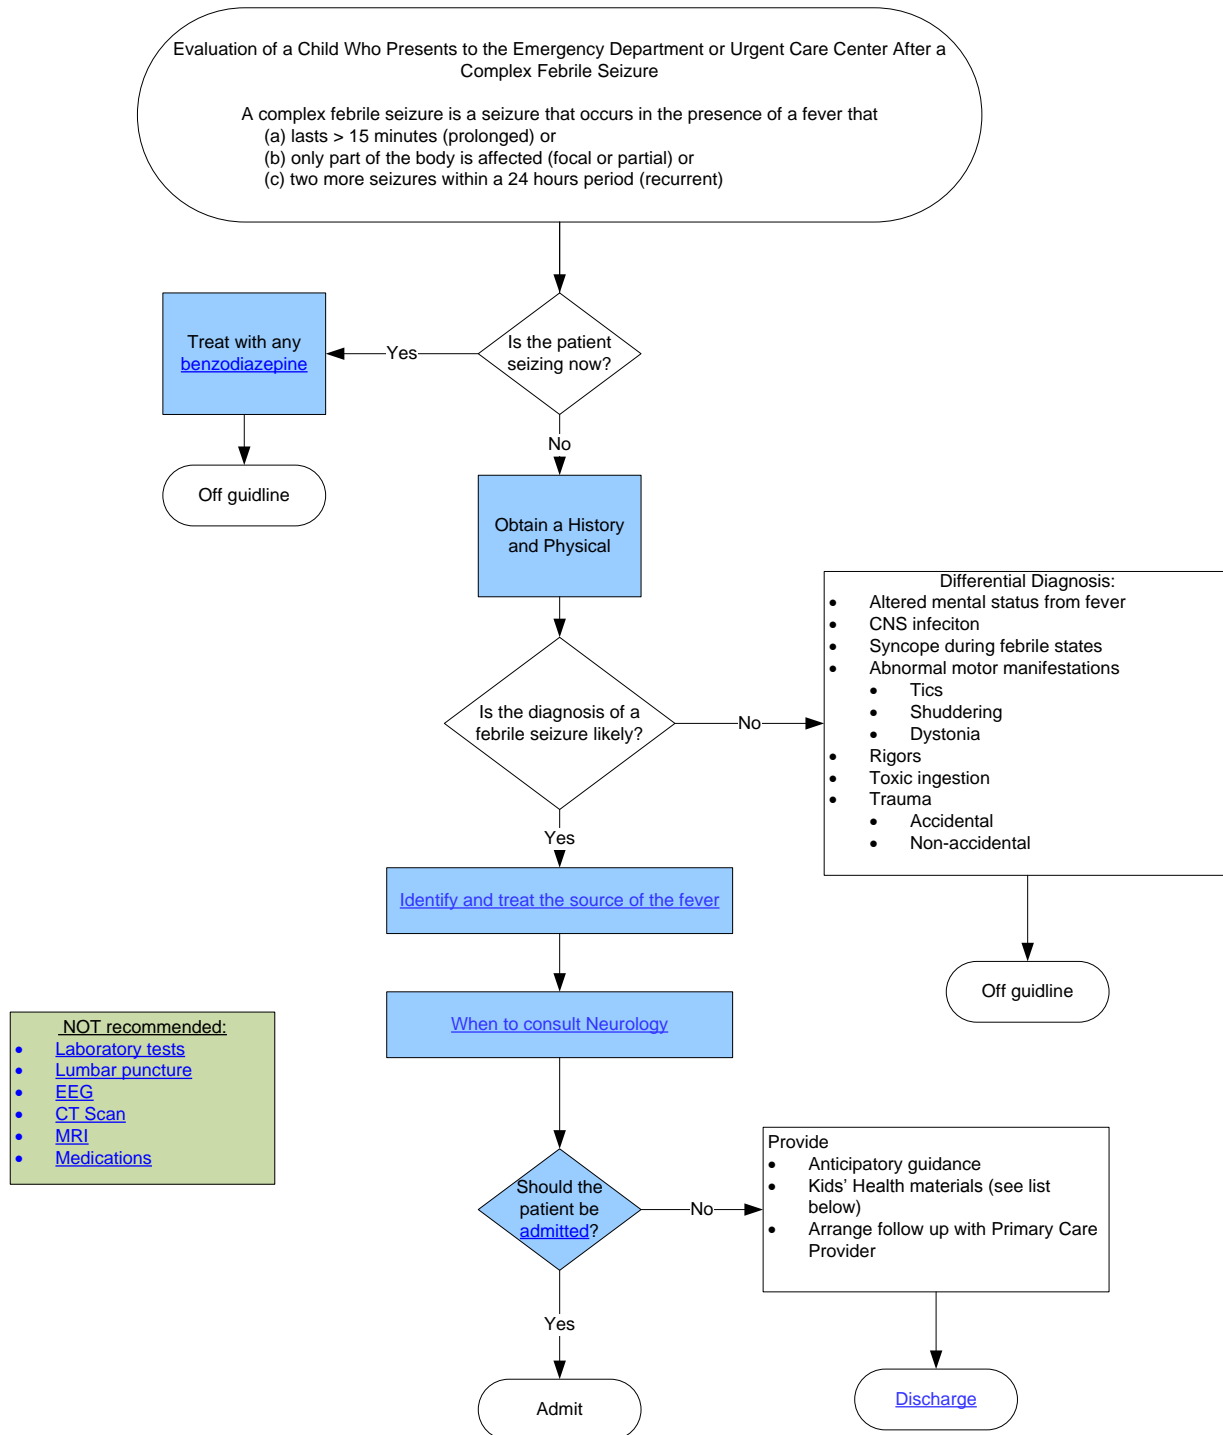 Evaluation of a Child Who Presents to the Emergency Department or Urgent Care Center After a
Complex Febrile Seizure
A complex febrile seizure is a seizure that occurs in the presence of a fever that
(a) lasts > 15 minutes (prolonged) or
(b) only part of the body is affected (focal or partial) or
(c) two more seizures within a 24 hours period (recurrent)
Is the patient
seizing now?
Yes
Treat with any
benzodiazepine
Off guidline
No
Obtain a History
and Physical
Is the diagnosis of a
febrile seizure likely?
No
Differential Diagnosis:
• Altered mental status from fever
• CNS infeciton
• Syncope during febrile states
• Abnormal motor manifestations
• Tics
• Shuddering
• Dystonia
• Rigors
• Toxic ingestion
• Trauma
• Accidental
• Non-accidental
Off guidline
Yes
Identify and treat the source of the fever
When to consult Neurology
NOT recommended:
• Laboratory tests
• Lumbar puncture
• EEG
• CT Scan
• MRI
• Medications
Should the
patient be
admitted?
No
Provide
• Anticipatory guidance
• Kids' Health materials (see list
below)
• Arrange follow up with Primary Care
Provider
Discharge
Yes
Admit